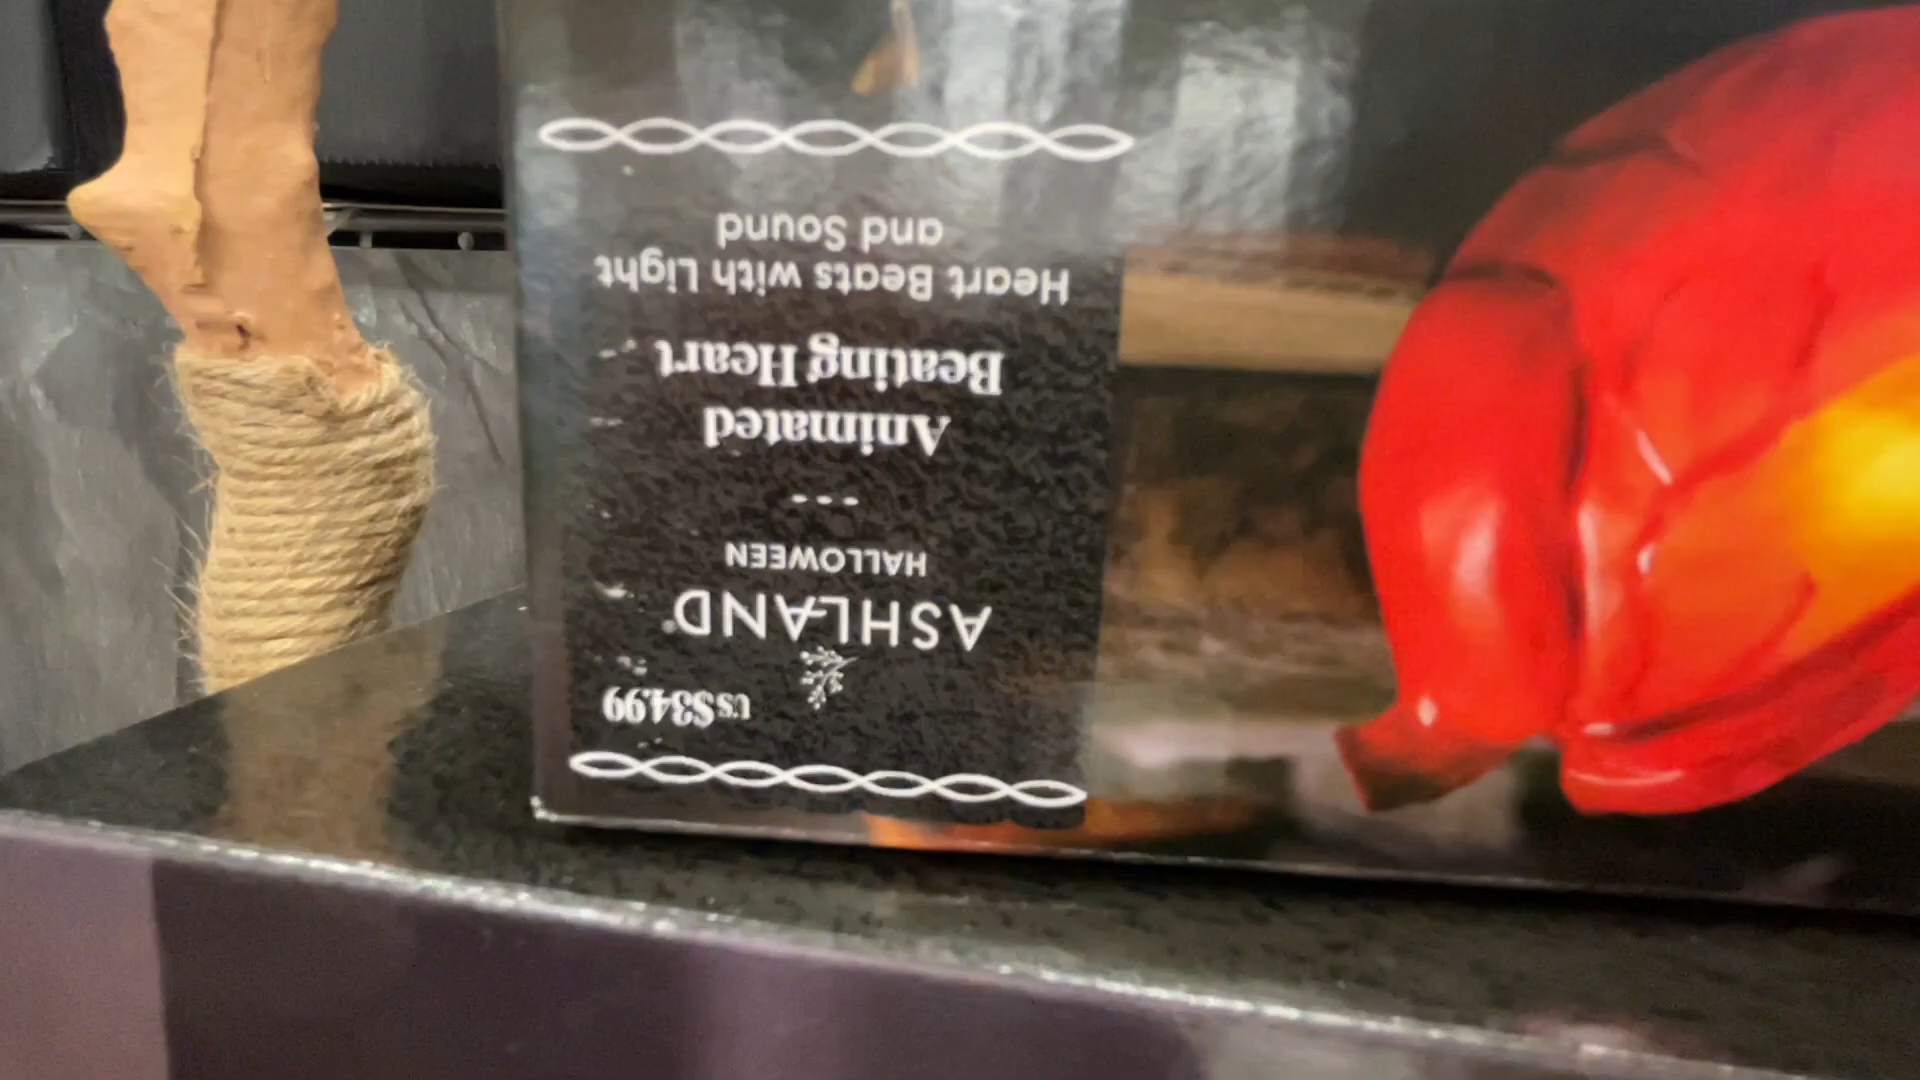 US$34.99
ASHLAND®
HALLOWEEN
---
Animated
Beating Heart
Heart Beats with Light
and Sound